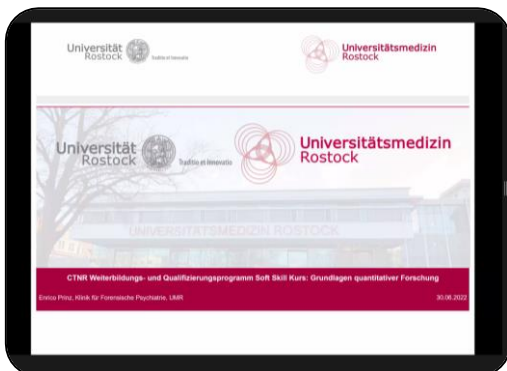 Universität
Rostock
Traditio et Innovatio
Universitätsmedizin
Rostock
Universität
Rostock
Traditio et Innovatio
Universitätsmedizin
Rostock
UNIVERSITÄTSMEDIZIN ROSTOCK
CTNR Weiterbildungs- und Qualifizierungsprogramm Soft Skill Kurs: Grundlagen quantitativer Forschung
Enrico Prinz, Klinik für Forensische Psychiatrie, UMR
30.06.2022